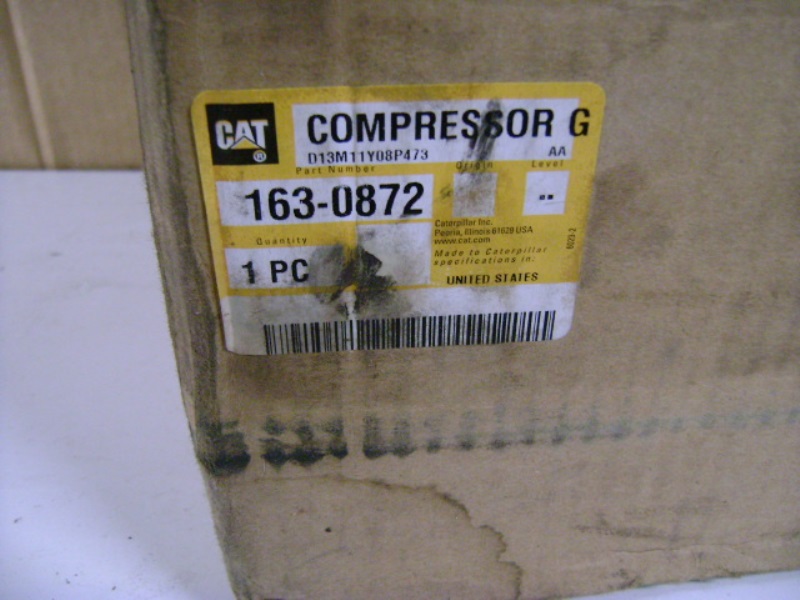 CAT®
COMPRESSOR G
D13M11Y08P473 AA
Part Number Origin Level
163-0872 --
Caterpillar Inc.
Peoria, Illinois 61629 USA
www.cat.com
Quantity
Made to Caterpillar
specifications in.
1 PC
UNITED STATES